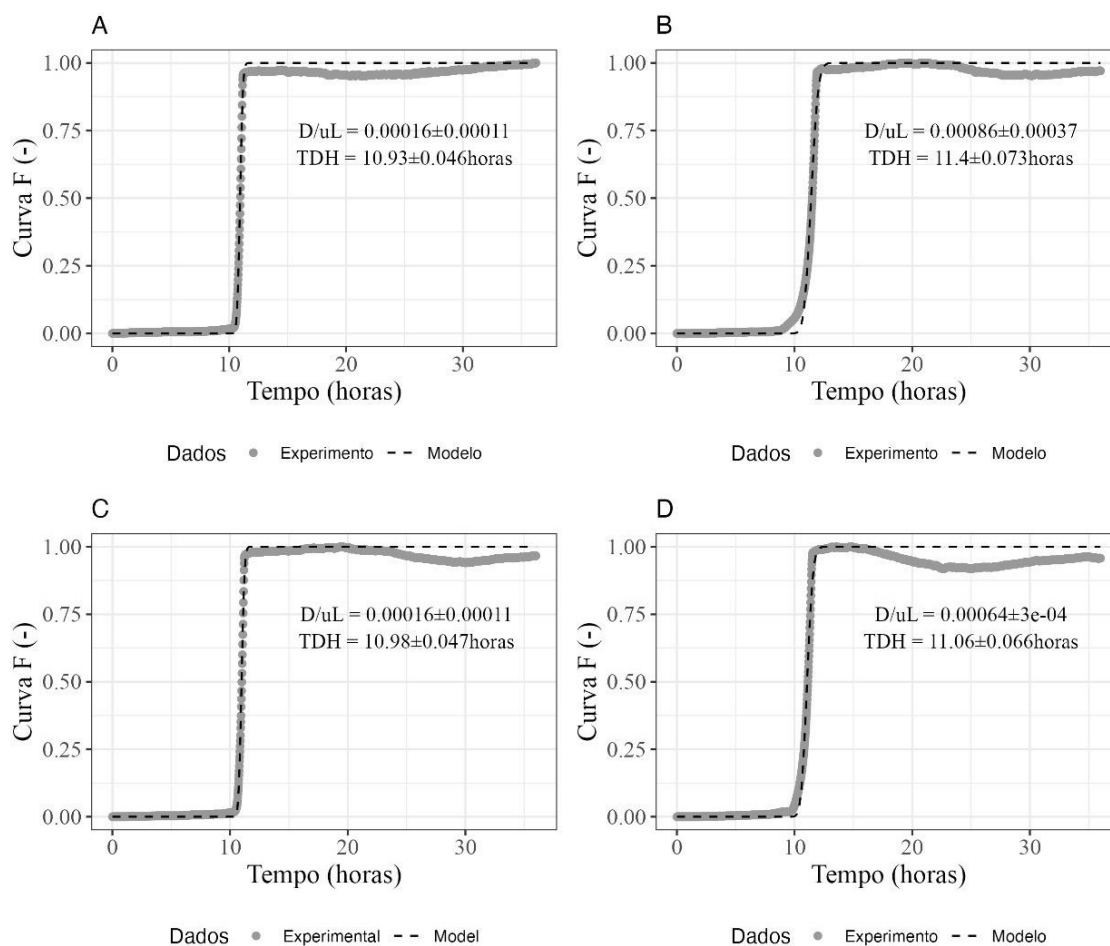 A
Curva F (-)
1.00
0.75
0.50
0.25
0.00
D/uL = 0.00016±0.00011
TDH = 10.93±0.046horas
0 10 20 30
Tempo (horas)
Dados Experimento Modelo
B
Curva F (-)
1.00
0.75
0.50
0.25
0.00
D/uL = 0.00086±0.00037
TDH = 11.4±0.073horas
0 10 20 30
Tempo (horas)
Dados Experimento Modelo
C
Curva F (-)
1.00
0.75
0.50
0.25
0.00
D/uL = 0.00016±0.00011
TDH = 10.98±0.047horas
0 10 20 30
Tempo (horas)
Dados Experimental Model
D
Curva F (-)
1.00
0.75
0.50
0.25
0.00
D/uL = 0.00064±3e-04
TDH = 11.06±0.066horas
0 10 20 30
Tempo (horas)
Dados Experimento Modelo